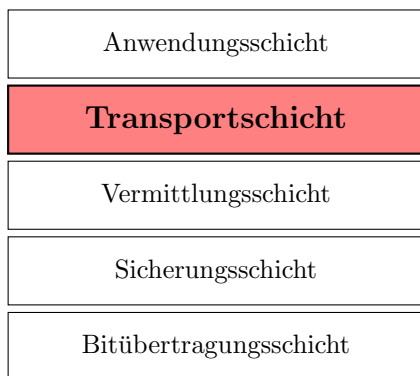 Anwendungsschicht
Transportschicht
Vermittlungsschicht
Sicherungsschicht
Bitübertragungsschicht